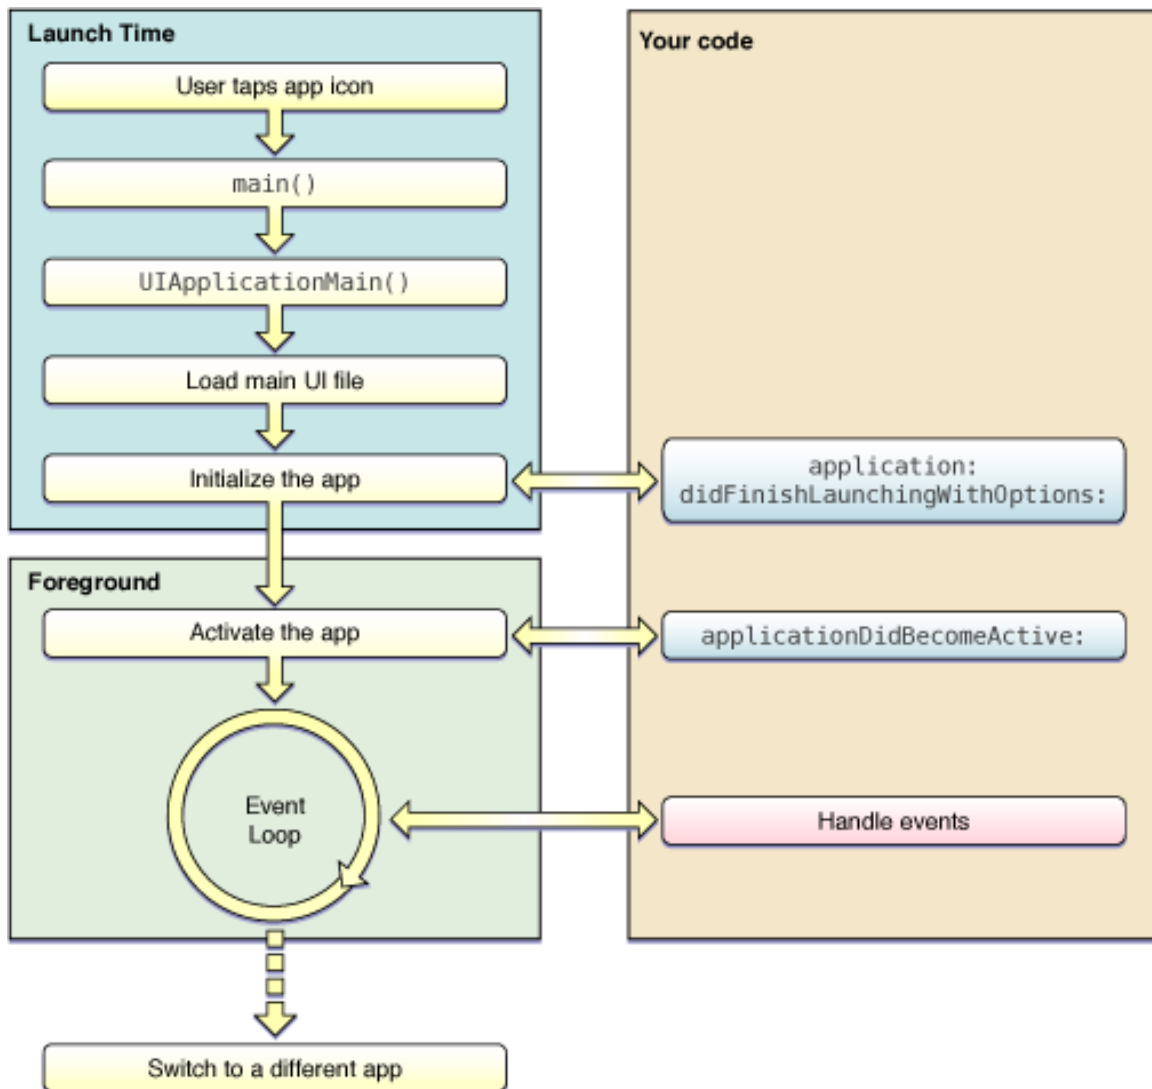 Launch Time
User taps app icon
main()
UIApplicationMain()
Load main UI file
Initialize the app
Foreground
Activate the app
Event
Loop
Switch to a different app
Your code
application:
didFinishLaunchingWithOptions:
applicationDidBecomeActive:
Handle events